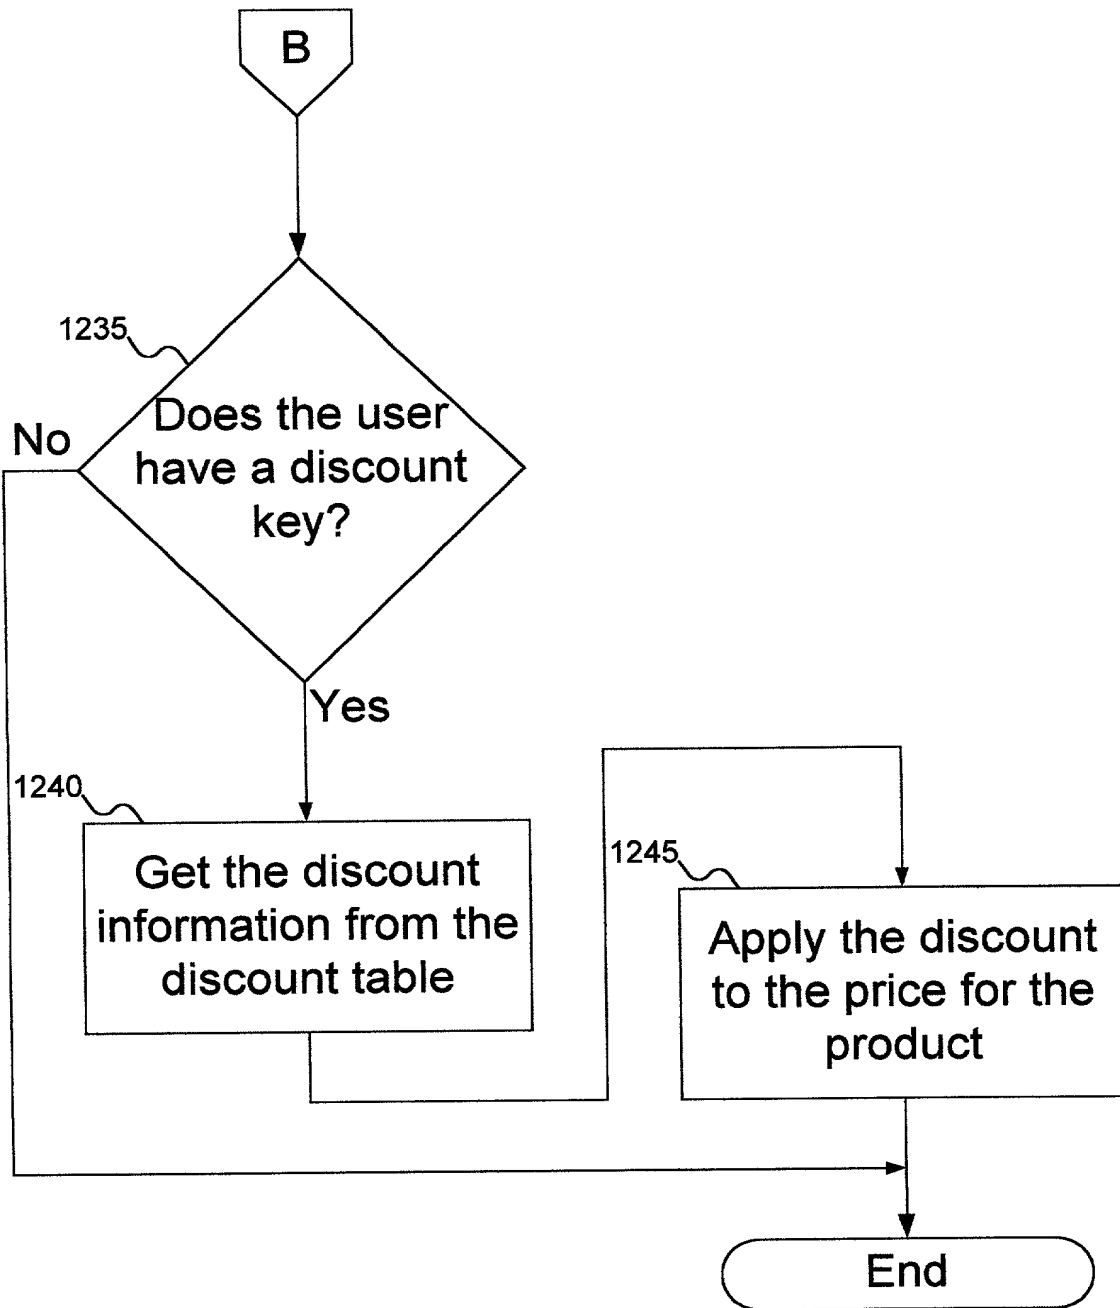 B
1235
Does the user
have a discount
key?
No
Yes
1240
Get the discount
information from the
discount table
1245
Apply the discount
to the price for the
product
End